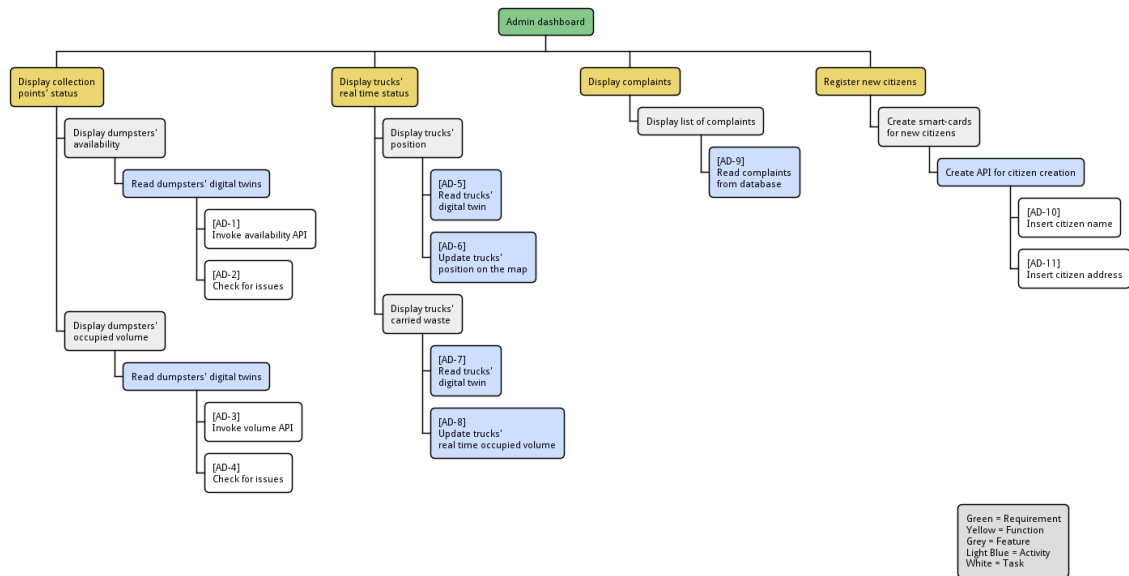 Admin dashboard
Display collection
points' status
Display dumpsters'
availability
Read dumpsters' digital twins
[AD-1]
Invoke availability API
[AD-2]
Check for issues
Display dumpsters'
occupied volume
Read dumpsters' digital twins
[AD-3]
Invoke volume API
[AD-4]
Check for issues
Display trucks'
real time status
Display trucks'
position
[AD-5]
Read trucks'
digital twin
[AD-6]
Update trucks'
position on the map
Display trucks'
carried waste
[AD-7]
Read trucks'
digital twin
[AD-8]
Update trucks'
real time occupied volume
Display complaints
Display list of complaints
[AD-9]
Read complaints
from database
Register new citizens
Create smart-cards
for new citizens
Create API for citizen creation
[AD-10]
Insert citizen name
[AD-11]
Insert citizen address
Green = Requirement
Yellow = Function
Grey = Feature
Light Blue = Activity
White = Task